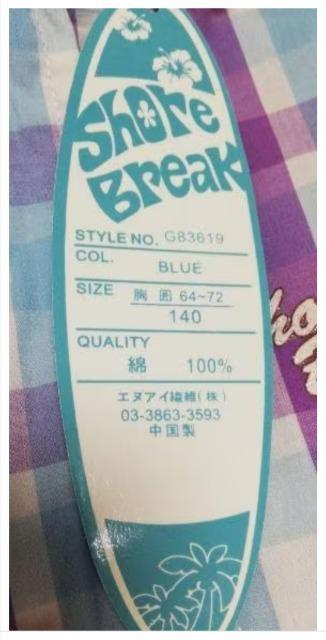 Shore
Break
STYLE NO. G83619
COL.
BLUE
SIZE 胸 囲 64~72
140
QUALITY
綿 100%
エヌアイ繊維(株)
03-3863-3593
中国製